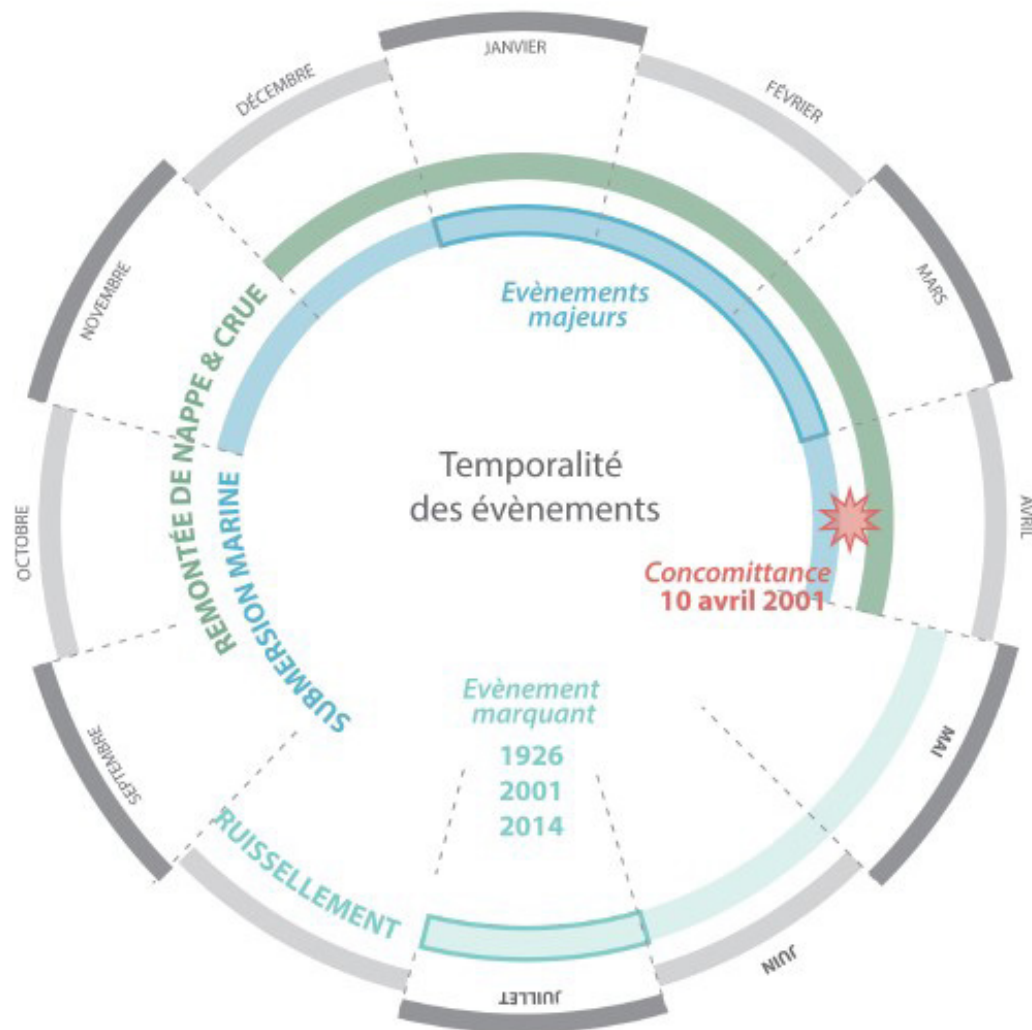 JANVIER
FÉVRIER
MARS
AVRIL
MAI
JUIN
JUILLET
SEPTEMBRE
OCTOBRE
NOVEMBRE
DÉCEMBRE
REMONTÉE DE NAPPE & CRUE
SUBMERSION MARINE
RUISSELLEMENT
Evènements
majeurs
Temporalité
des évènements
Concomittance
10 avril 2001
Evènement
marquant
1926
2001
2014